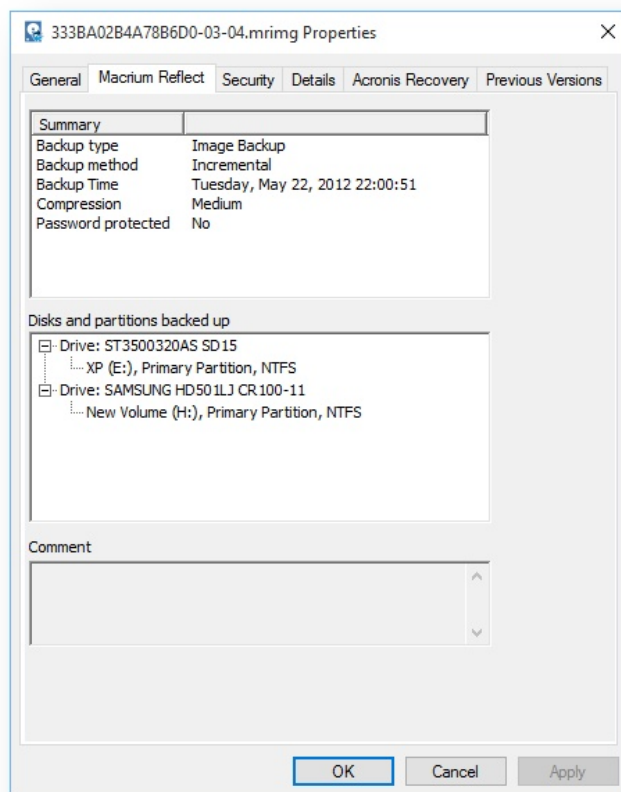 333BA02B4A78B6D0-03-04.mrimg Properties
General Macrium Reflect Security Details Acronis Recovery Previous Versions
Summary
Backup type Image Backup
Backup method Incremental
Backup Time Tuesday, May 22, 2012 22:00:51
Compression Medium
Password protected No
Disks and partitions backed up
Drive: ST3500320AS SD15
XP (E:), Primary Partition, NTFS
Drive: SAMSUNG HD501LJ CR100-11
New Volume (H:), Primary Partition, NTFS
Comment
OK Cancel Apply